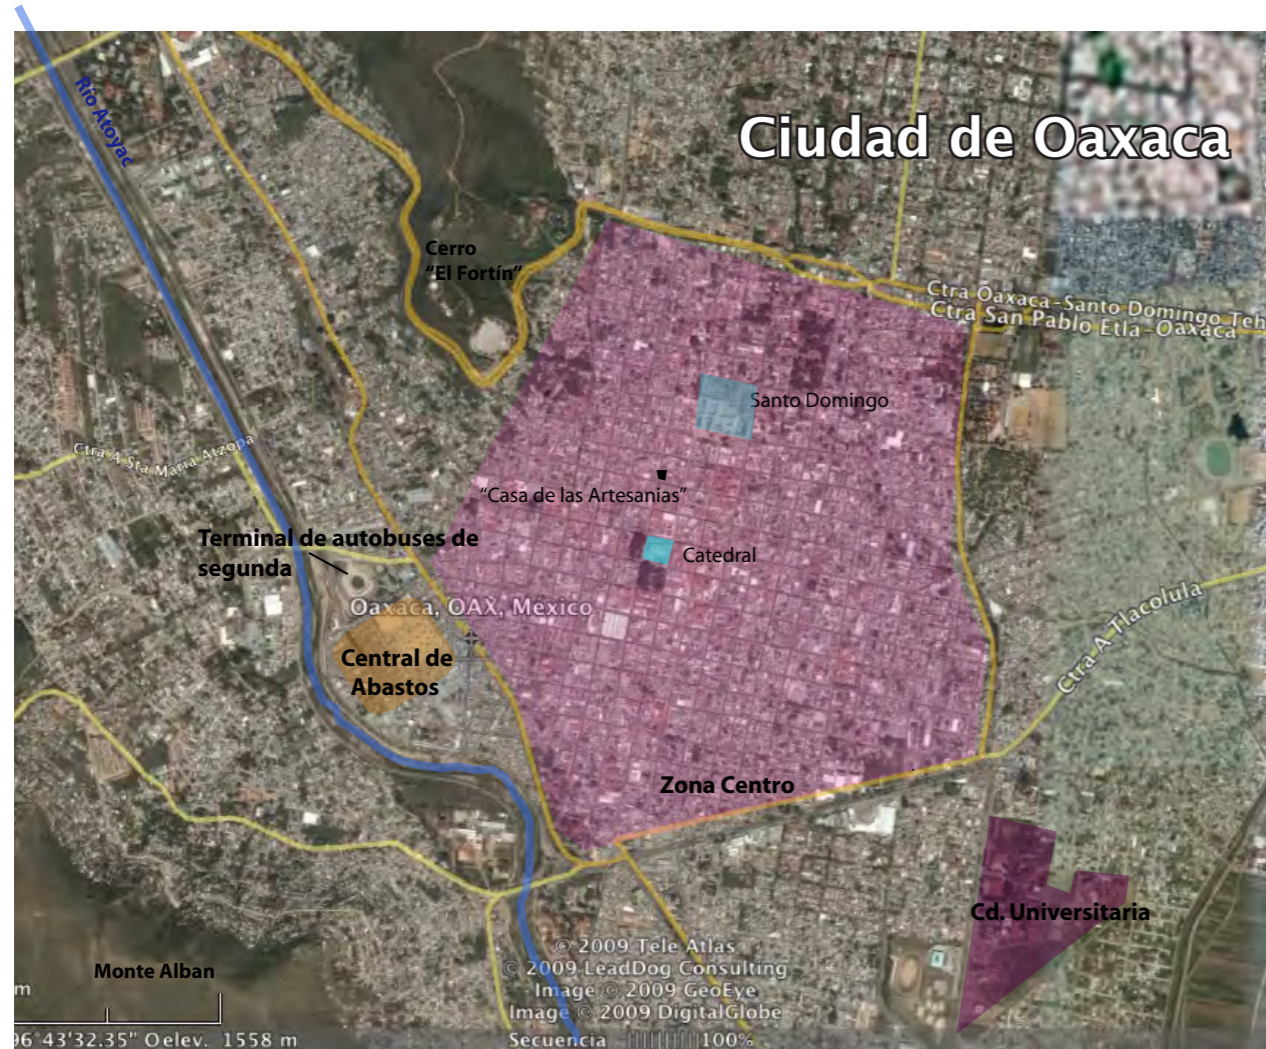 Río Atoyac
Ciudad de Oaxaca
Cerro
“El Fortín”
Ctra Oaxaca-Santo Domingo Teh
Ctra San Pablo Etla-Oaxaca
Santo Domingo
Ctra A Sta Maria Atzopa
“Casa de las Artesanias”
Terminal de autobuses de
segunda
Catedral
Oaxaca, OAX, México
Ctra A Tlacolula
Central de
Abastos
Zona Centro
Cd. Universitaria
Monte Alban
© 2009 Tele Atlas
© 2009 LeadDog Consulting
Image © 2009 GeoEye
Image © 2009 DigitalGlobe
m
96°43'32.35" O elev. 1558 m
Secuencia ||||||||| 100%